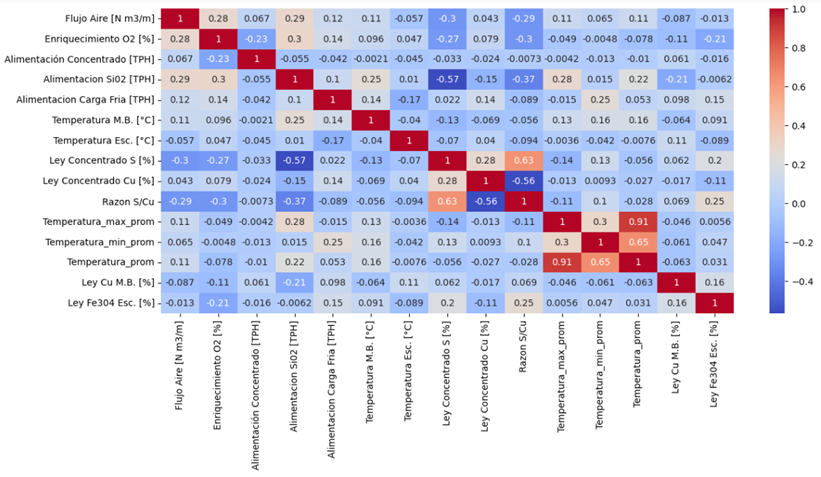 Flujo Aire [N m3/m] 1 0.28 0.067 0.29 0.12 0.11 -0.057 -0.3 0.043 -0.29 0.11 0.065 0.11 -0.087 -0.013
Enriquecimiento O2 [%] 0.28 1 -0.23 0.3 0.14 0.096 0.047 -0.27 0.079 -0.3 -0.049 -0.0048 -0.078 -0.11 -0.21
Alimentación Concentrado [TPH] 0.067 -0.23 1 -0.055 -0.042 -0.0021 -0.045 -0.033 -0.024 -0.0073 -0.0042 -0.013 -0.01 0.061 -0.016
Alimentacion Si02 [TPH] 0.29 0.3 -0.055 1 0.1 0.25 0.01 -0.57 -0.15 -0.37 0.28 0.015 0.22 -0.21 -0.0062
Alimentacion Carga Fria [TPH] 0.12 0.14 -0.042 0.1 1 0.14 -0.17 0.022 0.14 -0.089 -0.015 0.25 0.053 0.098 0.15
Temperatura M.B. [°C] 0.11 0.096 -0.0021 0.25 0.14 1 -0.04 -0.13 -0.069 -0.056 0.13 0.16 0.16 -0.064 0.091
Temperatura Esc. [°C] -0.057 0.047 -0.045 0.01 -0.17 -0.04 1 -0.07 0.04 -0.094 -0.0036 -0.042 -0.0076 0.11 -0.089
Ley Concentrado S [%] -0.3 -0.27 -0.033 -0.57 0.022 -0.13 -0.07 1 0.28 0.63 -0.14 0.13 -0.056 0.062 0.2
Ley Concentrado Cu [%] 0.043 0.079 -0.024 -0.15 0.14 -0.069 0.04 0.28 1 -0.56 -0.013 0.0093 -0.027 -0.017 -0.11
Razon S/Cu -0.29 -0.3 -0.0073 -0.37 -0.089 -0.056 -0.094 0.63 -0.56 1 -0.11 0.1 -0.028 0.069 0.25
Temperatura_max_prom 0.11 -0.049 -0.0042 0.28 -0.015 0.13 -0.0036 -0.14 -0.013 -0.11 1 0.3 0.91 -0.046 0.0056
Temperatura_min_prom 0.065 -0.0048 -0.013 0.015 0.25 0.16 -0.042 0.13 0.0093 0.1 0.3 1 0.65 -0.061 0.047
Temperatura_prom 0.11 -0.078 -0.01 0.22 0.053 0.16 -0.0076 -0.056 -0.027 -0.028 0.91 0.65 1 -0.063 0.031
Ley Cu M.B. [%] -0.087 -0.11 0.061 -0.21 0.098 -0.064 0.11 0.062 -0.017 0.069 -0.046 -0.061 -0.063 1 0.16
Ley Fe304 Esc. [%] -0.013 -0.21 -0.016 -0.0062 0.15 0.091 -0.089 0.2 -0.11 0.25 0.0056 0.047 0.031 0.16 1
Flujo Aire [N m3/m]
Enriquecimiento O2 [%]
Alimentación Concentrado [TPH]
Alimentacion Si02 [TPH]
Alimentacion Carga Fria [TPH]
Temperatura M.B. [°C]
Temperatura Esc. [°C]
Ley Concentrado S [%]
Ley Concentrado Cu [%]
Razon S/Cu
Temperatura_max_prom
Temperatura_min_prom
Temperatura_prom
Ley Cu M.B. [%]
Ley Fe304 Esc. [%]
1.0
0.8
0.6
0.4
0.2
0.0
−0.2
−0.4